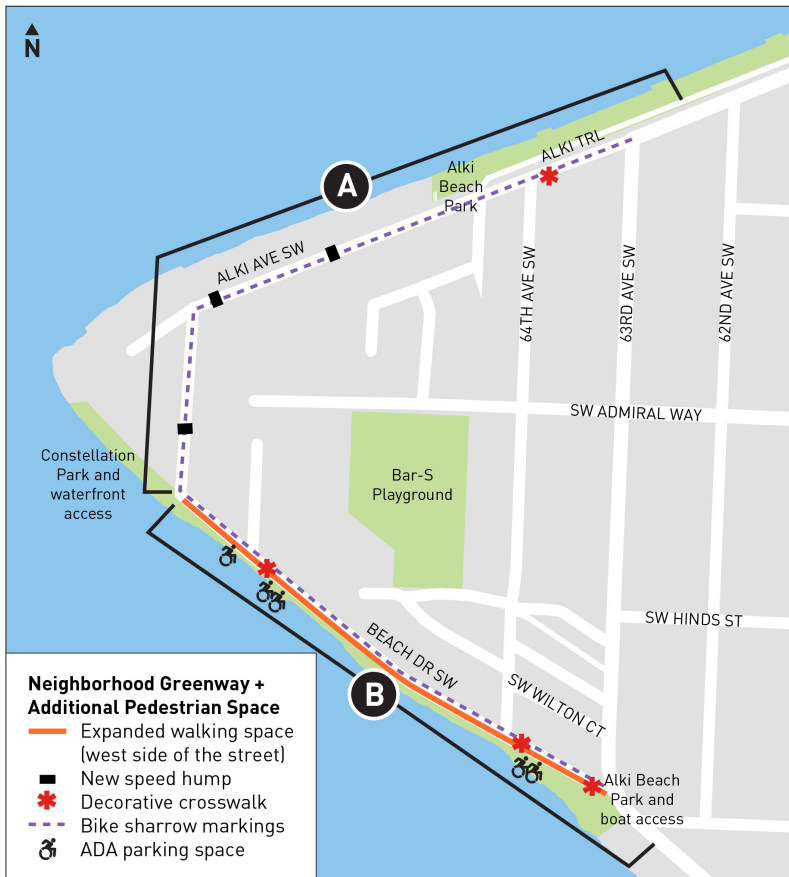 N
A
ALKI TRL
Alki
Beach
Park
ALKI AVE SW
64TH AVE SW
63RD AVE SW
62ND AVE SW
SW ADMIRAL WAY
Constellation
Park and
waterfront
access
Bar-S
Playground
SW HINDS ST
BEACH DR SW
SW WILTON CT
B
Alki Beach
Park and
boat access
Neighborhood Greenway +
Additional Pedestrian Space
Expanded walking space
(west side of the street)
New speed hump
Decorative crosswalk
Bike sharrow markings
ADA parking space